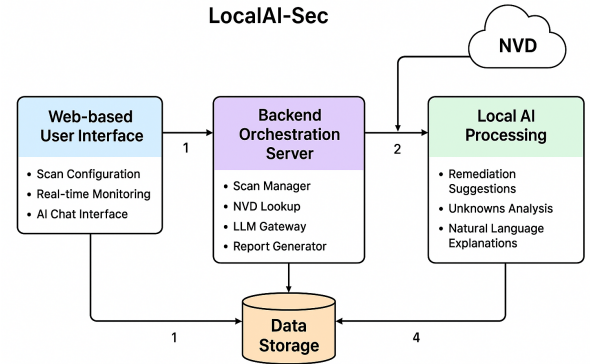 LocalAI-Sec
NVD
Web-based
User Interface
• Scan Configuration
• Real-time Monitoring
• AI Chat Interface
1
Backend
Orchestration
Server
• Scan Manager
• NVD Lookup
• LLM Gateway
• Report Generator
2
Local AI
Processing
• Remediation
Suggestions
• Unknowns Analysis
• Natural Language
Explanations
1
Data
Storage
4